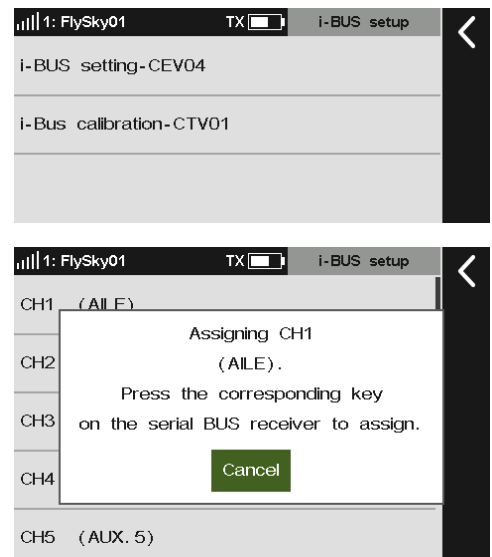 1: FlySky01 TX i-BUS setup
i-BUS setting-CEV04
i-Bus calibration-CTV01
1: FlySky01 TX i-BUS setup
CH1 (AILE)
Assigning CH1
(AILE).
CH2
Press the corresponding key
CH3
on the serial BUS receiver to assign.
Cancel
CH4
CH5 (AUX. 5)